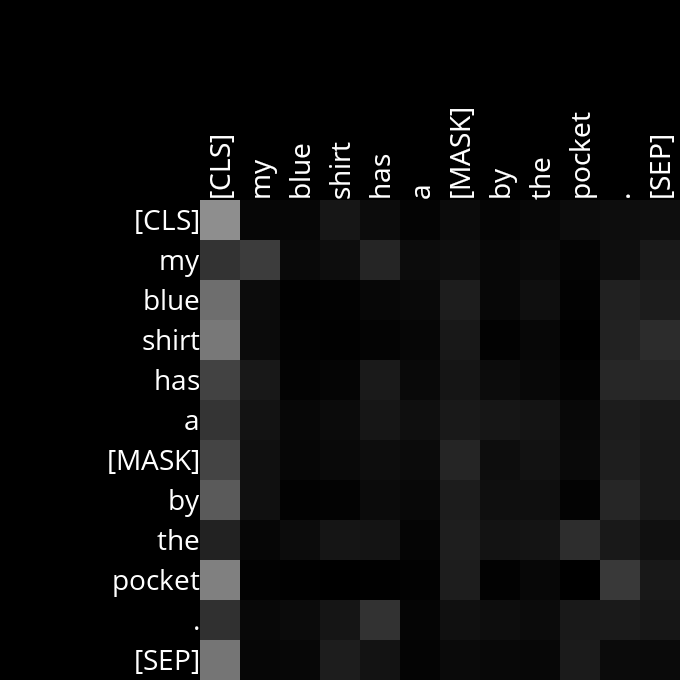 [CLS] my blue shirt has a [MASK] by the pocket . [SEP]
[CLS]
my
blue
shirt
has
a
[MASK]
by
the
pocket
.
[SEP]